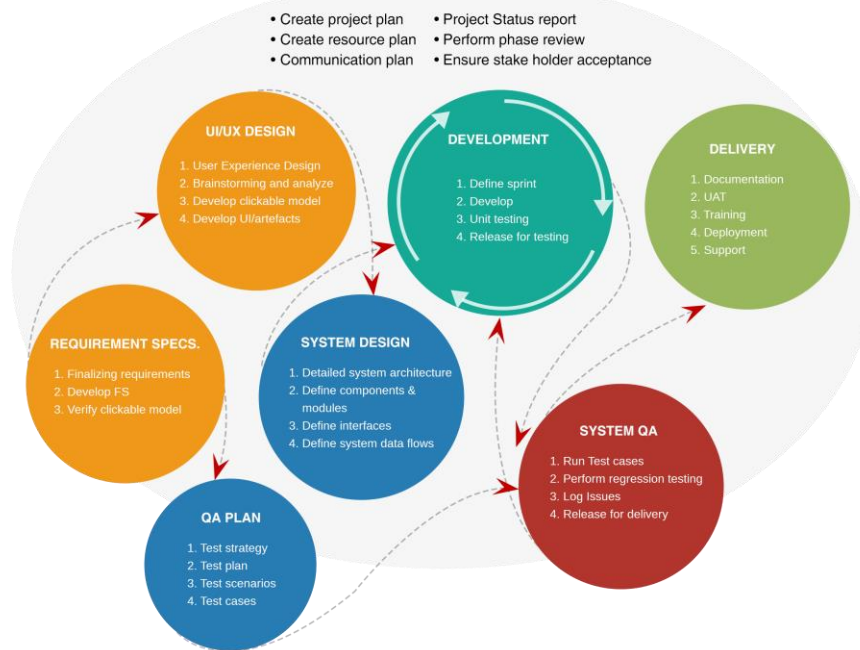 • Create project plan
• Create resource plan
• Communication plan
• Project Status report
• Perform phase review
• Ensure stake holder acceptance
UI/UX DESIGN
1. User Experience Design
2. Brainstorming and analyze
3. Develop clickable model
4. Develop UI/artefacts
DEVELOPMENT
1. Define sprint
2. Develop
3. Unit testing
4. Release for testing
DELIVERY
1. Documentation
2. UAT
3. Training
4. Deployment
5. Support
REQUIREMENT SPECS.
1. Finalizing requirements
2. Develop FS
3. Verify clickable model
SYSTEM DESIGN
1. Detailed system architecture
2. Define components &
modules
3. Define interfaces
4. Define system data flows
SYSTEM QA
1. Run Test cases
2. Perform regression testing
3. Log Issues
4. Release for delivery
QA PLAN
1. Test strategy
2. Test plan
3. Test scenarios
4. Test cases